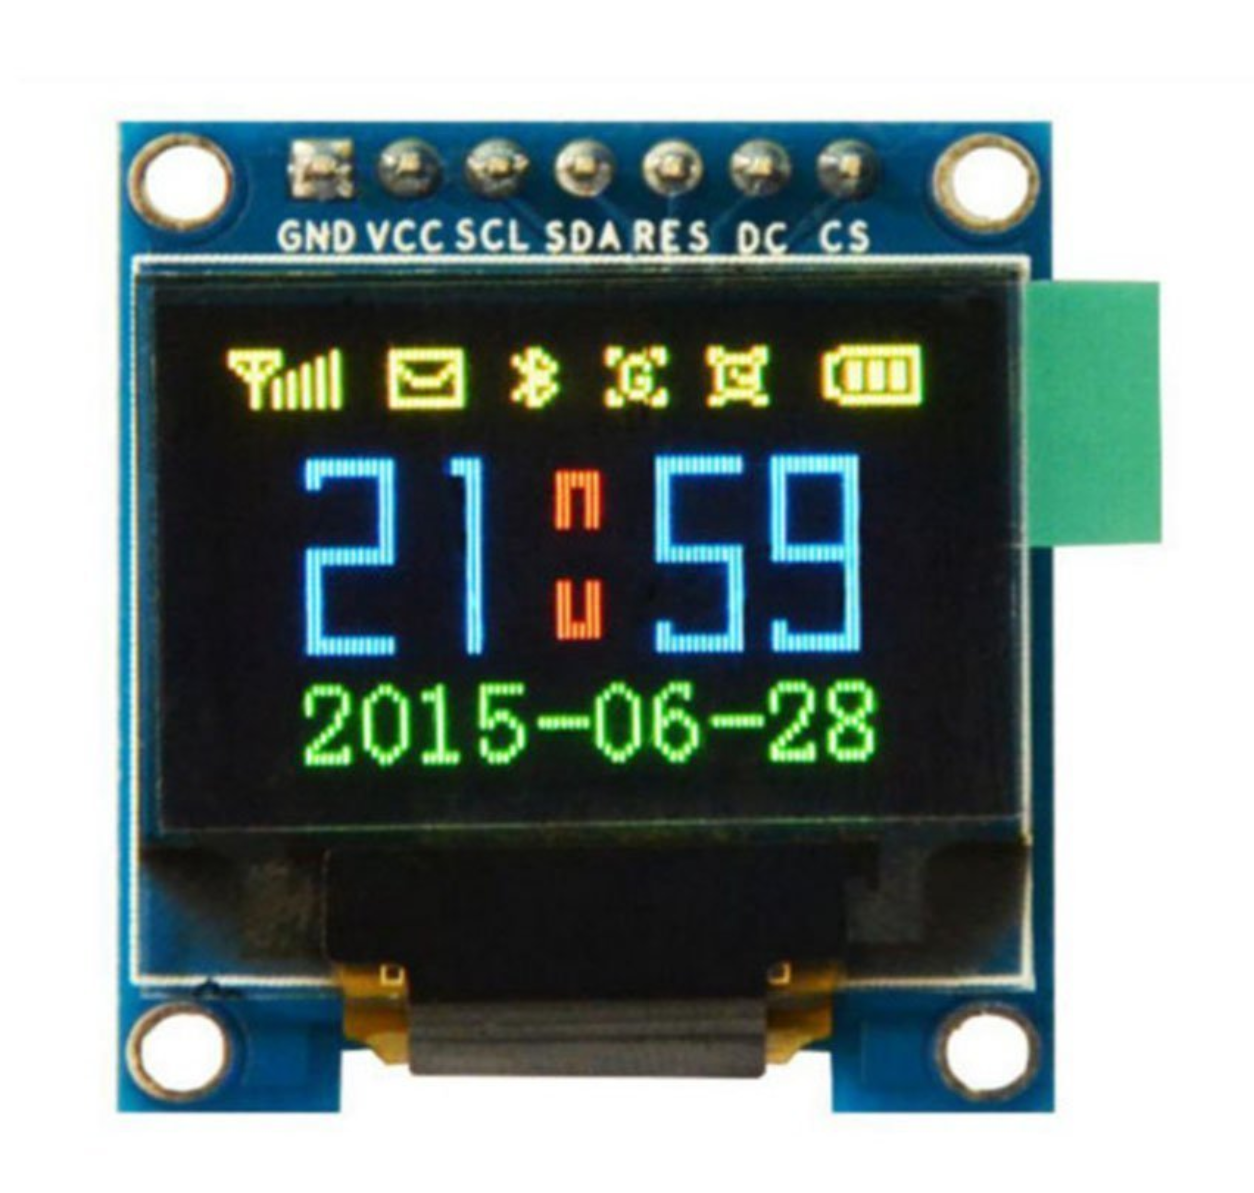 GND VCC SCL SDA RES DC CS
21:59
2015-06-28